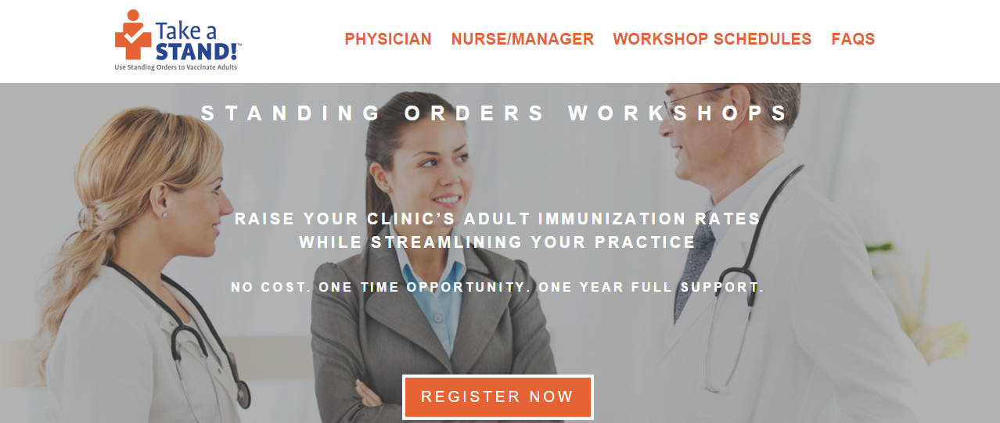 Take a
STAND!™
Use Standing Orders to Vaccinate Adults
PHYSICIAN NURSE/MANAGER WORKSHOP SCHEDULES FAQS
STANDING ORDERS WORKSHOPS
RAISE YOUR CLINIC’S ADULT IMMUNIZATION RATES
WHILE STREAMLINING YOUR PRACTICE
NO COST. ONE TIME OPPORTUNITY. ONE YEAR FULL SUPPORT.
REGISTER NOW